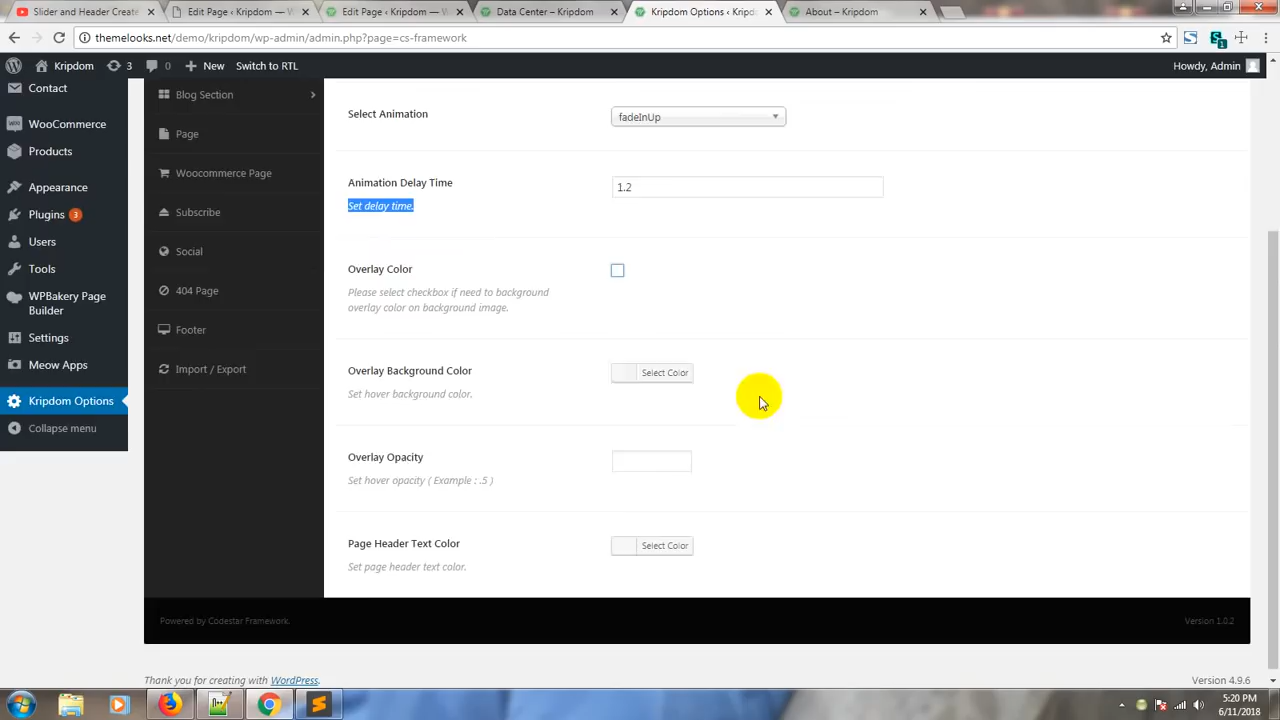 Slider and Header Cust
Edit Page ‹ Kripdom — W
Edit Page ‹ Kripdom — W
Data Center – Kripdom
Kripdom Options ‹ Kripd
About – Kripdom
themelooks.net/demo/kripdom/wp-admin/admin.php?page=cs-framework
Kripdom 3 + New Switch to RTL Howdy, Admin
Contact
WooCommerce
Products
Appearance
Plugins 3
Users
Tools
WPBakery Page
Builder
Settings
Meow Apps
Kripdom Options
Collapse menu
Blog Section
Page
Woocommerce Page
Subscribe
Social
404 Page
Footer
Import / Export
Select Animation
fadeInUp
Animation Delay Time
1.2
Set delay time.
Overlay Color
Please select checkbox if need to background
overlay color on background image.
Overlay Background Color
Select Color
Set hover background color.
Overlay Opacity
Set hover opacity ( Example : .5 )
Page Header Text Color
Select Color
Set page header text color.
Powered by Codestar Framework.
Version 1.0.2
Thank you for creating with WordPress.
Version 4.9.6
5:20 PM
6/11/2018